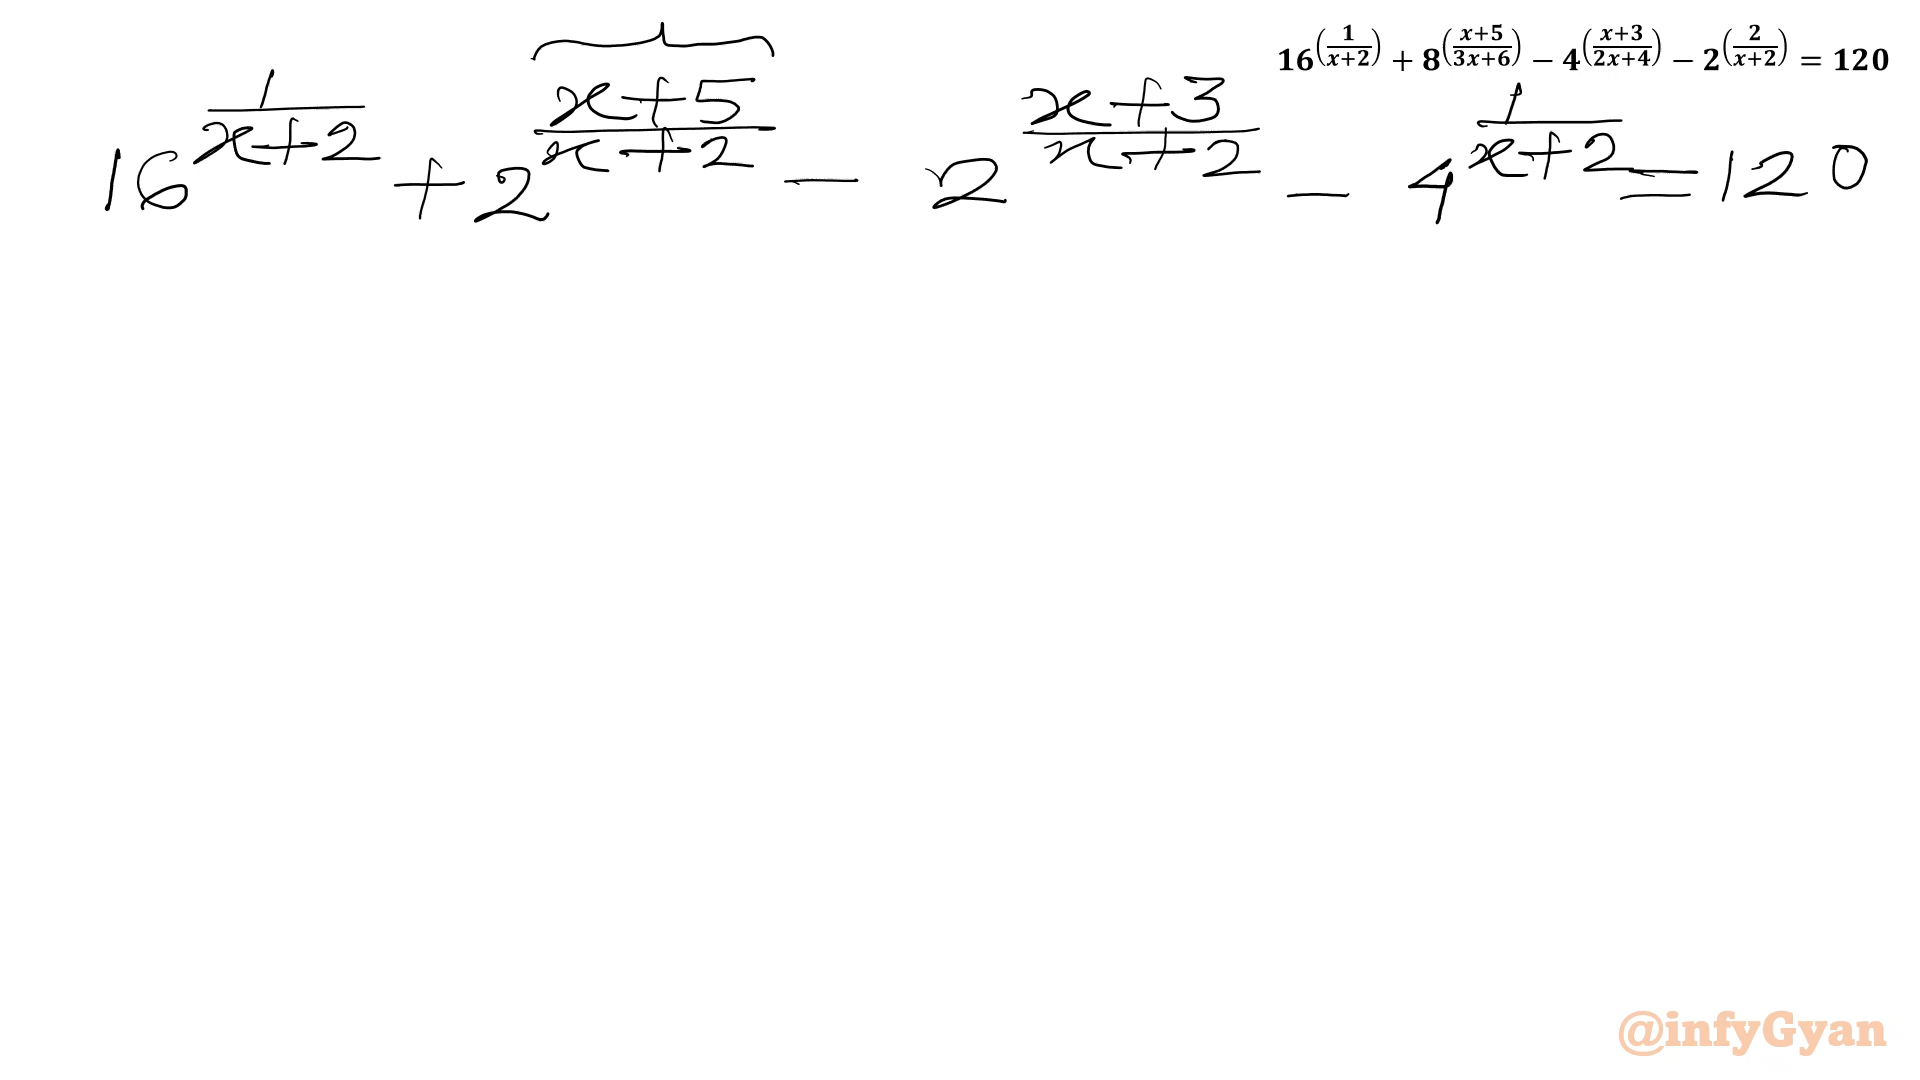 16^(1/(x+2)) + 8^((x+5)/(3x+6)) − 4^((x+3)/(2x+4)) − 2^(2/(x+2)) = 120
16^(1/(x+2)) + 2^((x+5)/(x+2)) − 2^((x+3)/(x+2)) − 4^(1/(x+2)) = 120
@infyGyan